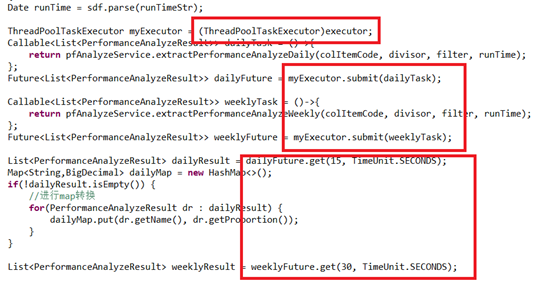 Date runTime = sdf.parse(runTimeStr);
ThreadPoolTaskExecutor myExecutor = (ThreadPoolTaskExecutor)executor;
Callable<List<PerformanceAnalyzeResult>> dailyTask = ()->{
return pfAnalyzeService.extractPerformanceAnalyzeDaily(colItemCode, divisor, filter, runTime);
};
Future<List<PerformanceAnalyzeResult>> dailyFuture = myExecutor.submit(dailyTask);
Callable<List<PerformanceAnalyzeResult>> weeklyTask = ()->{
return pfAnalyzeService.extractPerformanceAnalyzeWeekly(colItemCode, divisor, filter, runTime);
};
Future<List<PerformanceAnalyzeResult>> weeklyFuture = myExecutor.submit(weeklyTask);
List<PerformanceAnalyzeResult> dailyResult = dailyFuture.get(15, TimeUnit.SECONDS);
Map<String,BigDecimal> dailyMap = new HashMap<>();
if(!dailyResult.isEmpty()) {
//进行map转换
for(PerformanceAnalyzeResult dr : dailyResult) {
dailyMap.put(dr.getName(), dr.getProportion());
}
}
List<PerformanceAnalyzeResult> weeklyResult = weeklyFuture.get(30, TimeUnit.SECONDS);